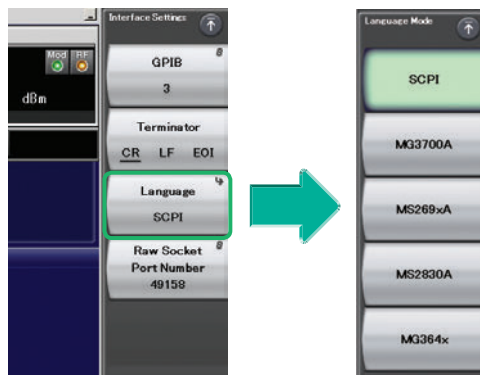 Interface Settings
Mod RF
dBm
GPIB
3
Terminator
CR LF EOI
Language
SCPI
Raw Socket
Port Number
49158
Language Mode
SCPI
MG3700A
MS269xA
MS2830A
MG364x